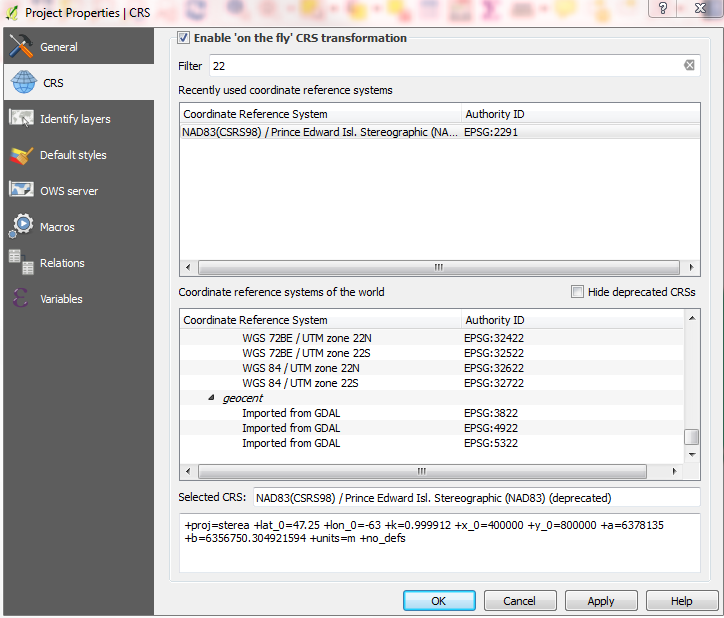 Project Properties | CRS
?
X
General
CRS
Identify layers
Default styles
OWS server
Macros
Relations
Variables
Enable 'on the fly' CRS transformation
Filter 22
Recently used coordinate reference systems
Coordinate Reference System Authority ID
NAD83(CSRS98) / Prince Edward Isl. Stereographic (NA... EPSG:2291
Coordinate reference systems of the world
Hide deprecated CRSs
Coordinate Reference System Authority ID
WGS 72BE / UTM zone 22N EPSG:32422
WGS 72BE / UTM zone 22S EPSG:32522
WGS 84 / UTM zone 22N EPSG:32622
WGS 84 / UTM zone 22S EPSG:32722
geocent
Imported from GDAL EPSG:3822
Imported from GDAL EPSG:4922
Imported from GDAL EPSG:5322
Selected CRS: NAD83(CSRS98) / Prince Edward Isl. Stereographic (NAD83) (deprecated)
+proj=sterea +lat_0=47.25 +lon_0=-63 +k=0.999912 +x_0=400000 +y_0=800000 +a=6378135
+b=6356750.304921594 +units=m +no_defs
OK Cancel Apply Help